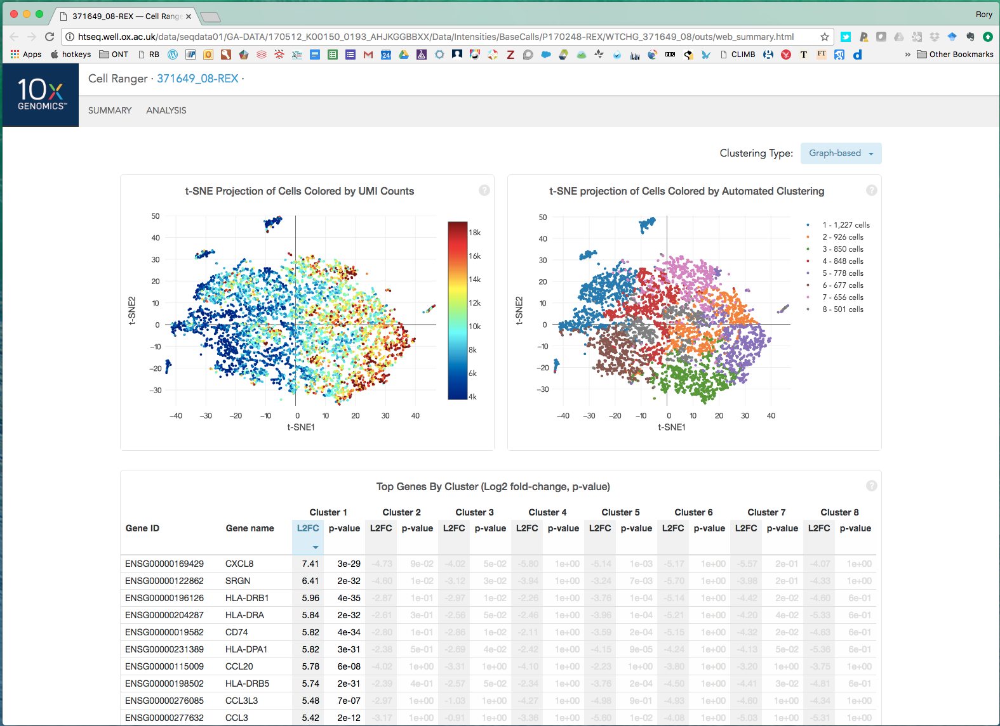 371649_08-REX — Cell Range
Rory
htseq.well.ox.ac.uk/data/seqdata01/GA-DATA/170512_K00150_0193_AHJKGGBBXX/Data/Intensities/BaseCalls/P170248-REX/WTCHG_371649_08/outs/web_summary.html
Apps hotkeys ONT RB 24 BBC CLIMB T FT » Other Bookmarks
10x GENOMICS™
Cell Ranger · 371649_08-REX ·
SUMMARY ANALYSIS
Clustering Type: Graph-based
t-SNE Projection of Cells Colored by UMI Counts ?
50
40
30
20
10
0
−10
−20
−30
t-SNE2
−40 −30 −20 −10 0 10 20 30 40
t-SNE1
18k
16k
14k
12k
10k
8k
6k
4k
t-SNE projection of Cells Colored by Automated Clustering ?
50
40
30
20
10
0
−10
−20
−30
t-SNE2
−40 −30 −20 −10 0 10 20 30 40
t-SNE1
1 - 1,227 cells
2 - 926 cells
3 - 850 cells
4 - 848 cells
5 - 778 cells
6 - 677 cells
7 - 656 cells
8 - 501 cells
Top Genes By Cluster (Log2 fold-change, p-value) ?
Cluster 1 Cluster 2 Cluster 3 Cluster 4 Cluster 5 Cluster 6 Cluster 7 Cluster 8
Gene ID Gene name L2FC p-value L2FC p-value L2FC p-value L2FC p-value L2FC p-value L2FC p-value L2FC p-value L2FC p-value
ENSG00000169429 CXCL8 7.41 3e-29 -4.73 9e-02 -4.02 5e-02 -5.80 1e+00 -5.14 1e-03 -5.17 1e+00 -5.57 2e-01 -4.07 1e+00
ENSG00000122862 SRGN 6.41 2e-32 -4.60 1e-02 -3.12 3e-02 -3.94 1e+00 -3.24 7e-03 -5.70 1e+00 -3.98 2e-01 -4.33 1e+00
ENSG00000196126 HLA-DRB1 5.96 4e-35 -2.87 1e-01 -2.97 1e-02 -2.26 1e+00 -3.76 1e-04 -5.14 1e+00 -4.42 2e-02 -4.60 6e-01
ENSG00000204287 HLA-DRA 5.84 2e-32 -2.61 3e-01 -2.56 5e-02 -2.46 1e+00 -3.96 1e-04 -5.21 1e+00 -4.20 4e-02 -5.33 6e-01
ENSG00000019582 CD74 5.82 4e-34 -2.80 1e-01 -2.86 1e-02 -2.11 1e+00 -3.59 2e-04 -5.15 1e+00 -4.32 2e-02 -4.63 6e-01
ENSG00000231389 HLA-DPA1 5.82 3e-31 -2.38 5e-01 -2.69 4e-02 -2.42 1e+00 -4.15 9e-05 -4.24 1e+00 -4.13 5e-02 -5.36 6e-01
ENSG00000115009 CCL20 5.78 6e-08 -4.02 1e+00 -3.31 1e+00 -4.10 1e+00 -2.23 1e+00 -3.80 1e+00 -3.20 1e+00 -3.75 1e+00
ENSG00000198502 HLA-DRB5 5.74 2e-31 -2.39 4e-01 -2.57 5e-02 -2.34 1e+00 -3.76 2e-04 -4.50 1e+00 -4.41 3e-02 -4.81 6e-01
ENSG00000276085 CCL3L3 5.48 7e-07 -2.97 1e+00 -1.03 1e+00 -4.27 1e+00 -4.98 9e-01 -4.93 1e+00 -4.60 1e+00 -4.34 1e+00
ENSG00000277632 CCL3 5.42 2e-12 -3.17 1e+00 -0.91 1e+00 -3.36 1e+00 -5.60 1e-02 -4.08 1e+00 -5.03 1e+00 -5.31 1e+00